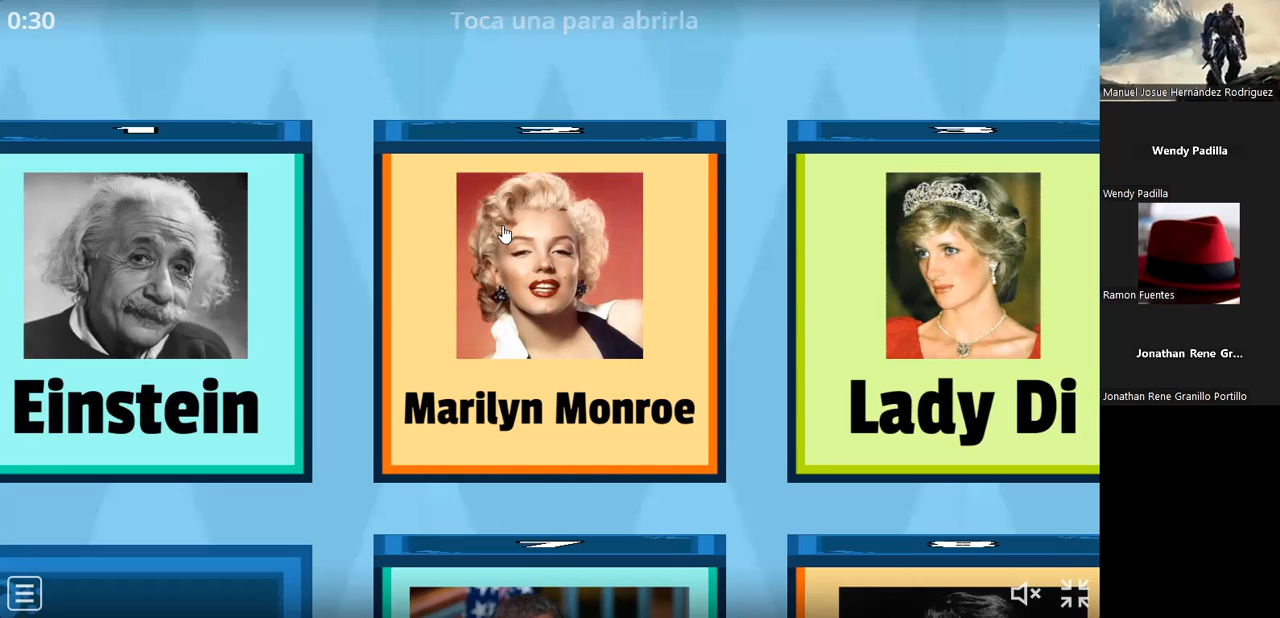 0:30
Toca una para abrirla
Einstein
Marilyn Monroe
Lady Di
Manuel Josue Hernández Rodriguez
Wendy Padilla
Wendy Padilla
Ramon Fuentes
Jonathan Rene Gr...
Jonathan Rene Granillo Portillo